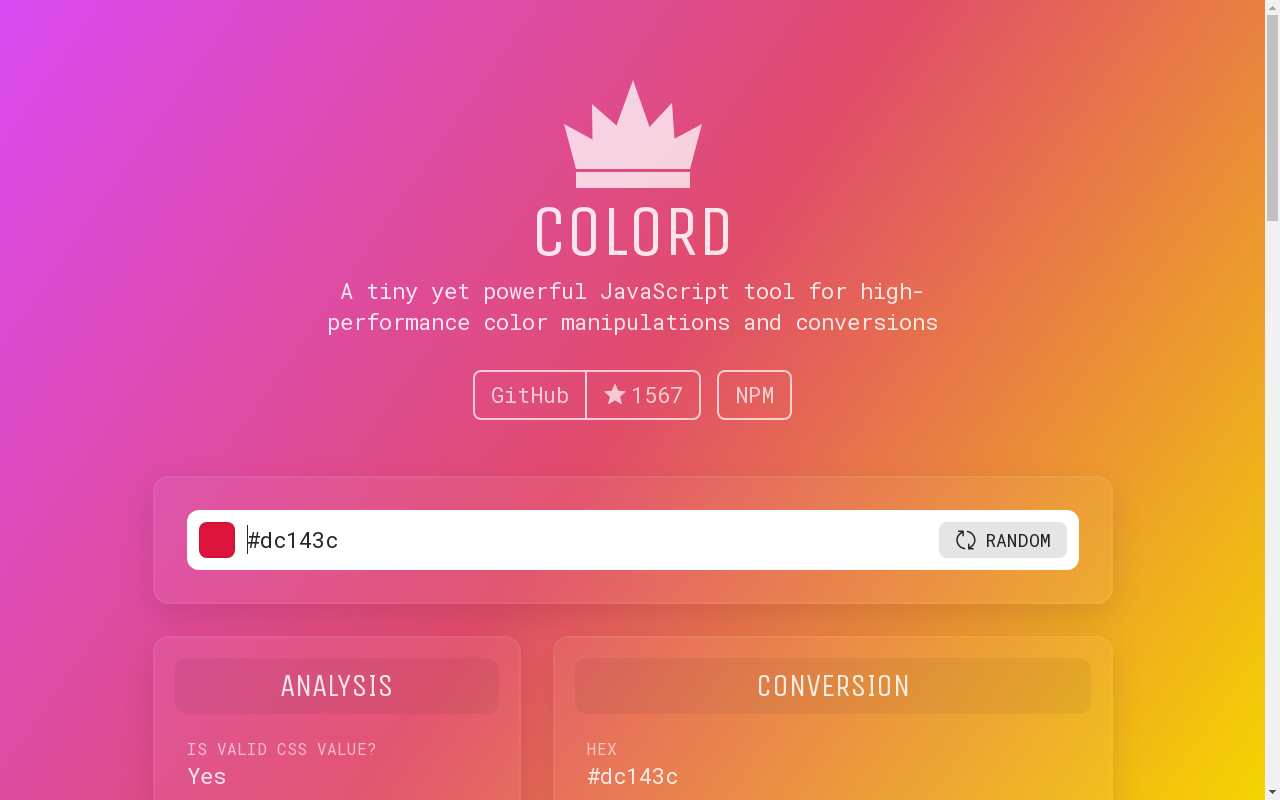 COLORD
A tiny yet powerful JavaScript tool for high-
performance color manipulations and conversions
GitHub ★ 1567 NPM
#dc143c RANDOM
ANALYSIS
IS VALID CSS VALUE?
Yes
CONVERSION
HEX
#dc143c